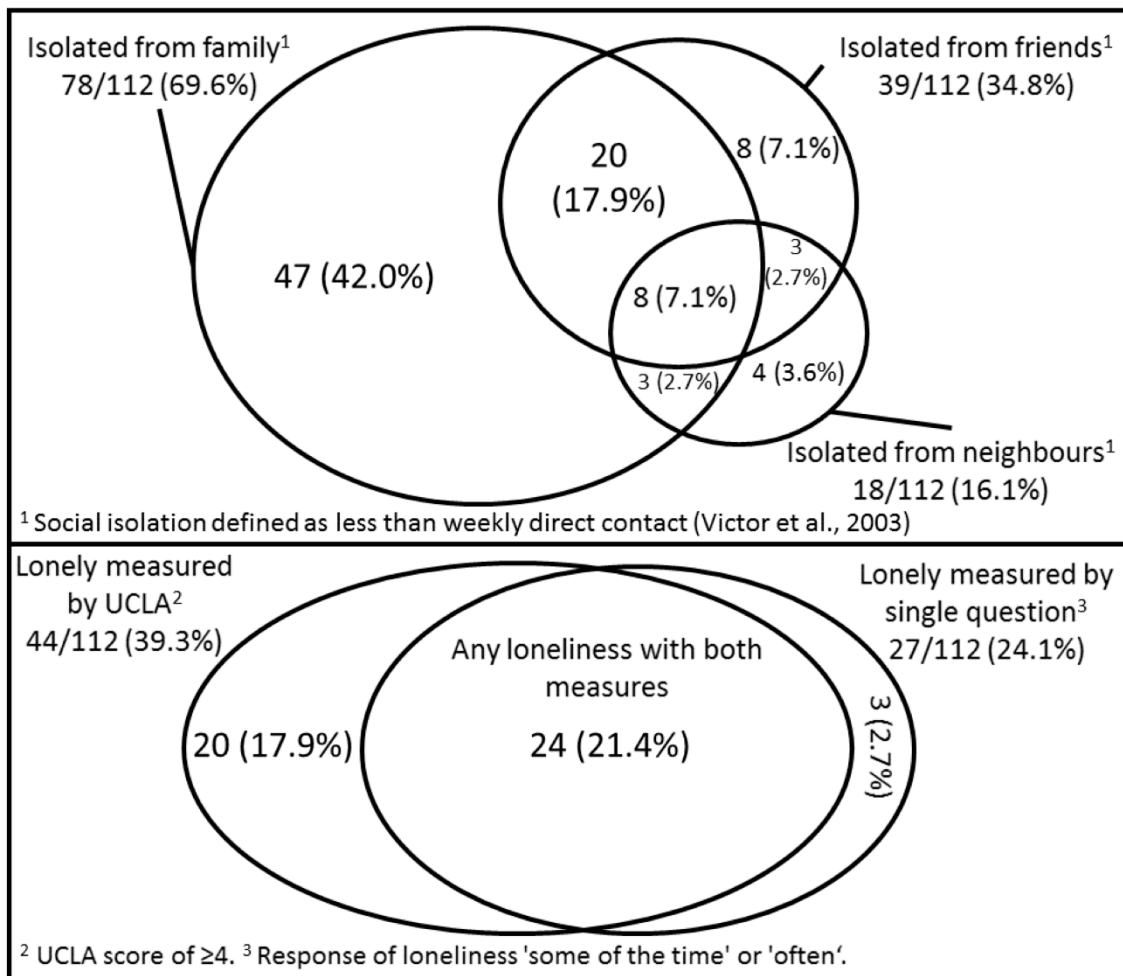 Isolated from family¹
78/112 (69.6%)
Isolated from friends¹
39/112 (34.8%)
20
(17.9%)
8 (7.1%)
47 (42.0%)
8 (7.1%)
3
(2.7%)
3 (2.7%)
4 (3.6%)
Isolated from neighbours¹
18/112 (16.1%)
¹ Social isolation defined as less than weekly direct contact (Victor et al., 2003)
Lonely measured
by UCLA²
44/112 (39.3%)
Lonely measured by
single question³
27/112 (24.1%)
Any loneliness with both
measures
20 (17.9%)
24 (21.4%)
3
(2.7%)
² UCLA score of ≥4. ³ Response of loneliness 'some of the time' or 'often‘.